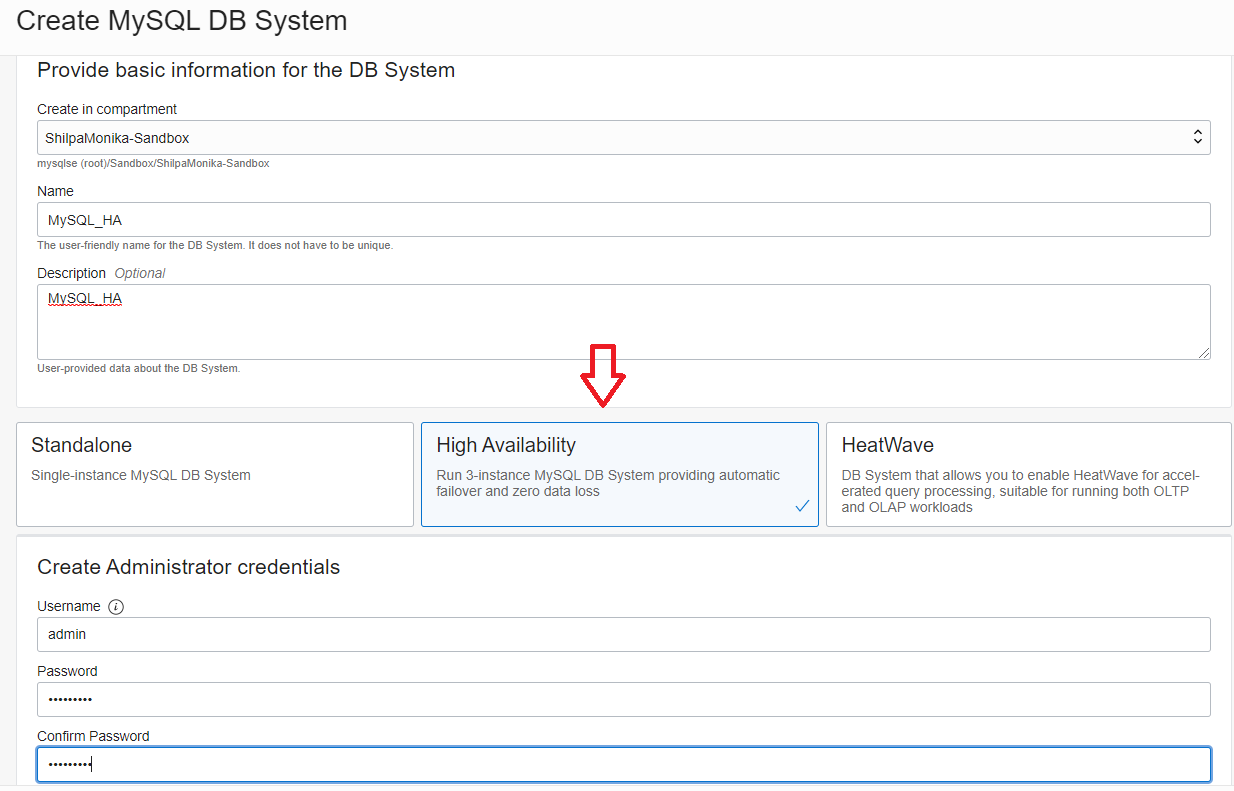 Create MySQL DB System
Provide basic information for the DB System
Create in compartment
ShilpaMonika-Sandbox
mysqlse (root)/Sandbox/ShilpaMonika-Sandbox
Name
MySQL_HA
The user-friendly name for the DB System. It does not have to be unique.
Description Optional
MySQL_HA
User-provided data about the DB System.
Standalone
Single-instance MySQL DB System
High Availability
Run 3-instance MySQL DB System providing automatic
failover and zero data loss
HeatWave
DB System that allows you to enable HeatWave for accel-
erated query processing, suitable for running both OLTP
and OLAP workloads
Create Administrator credentials
Username i
admin
Password
•••••••••
Confirm Password
•••••••••